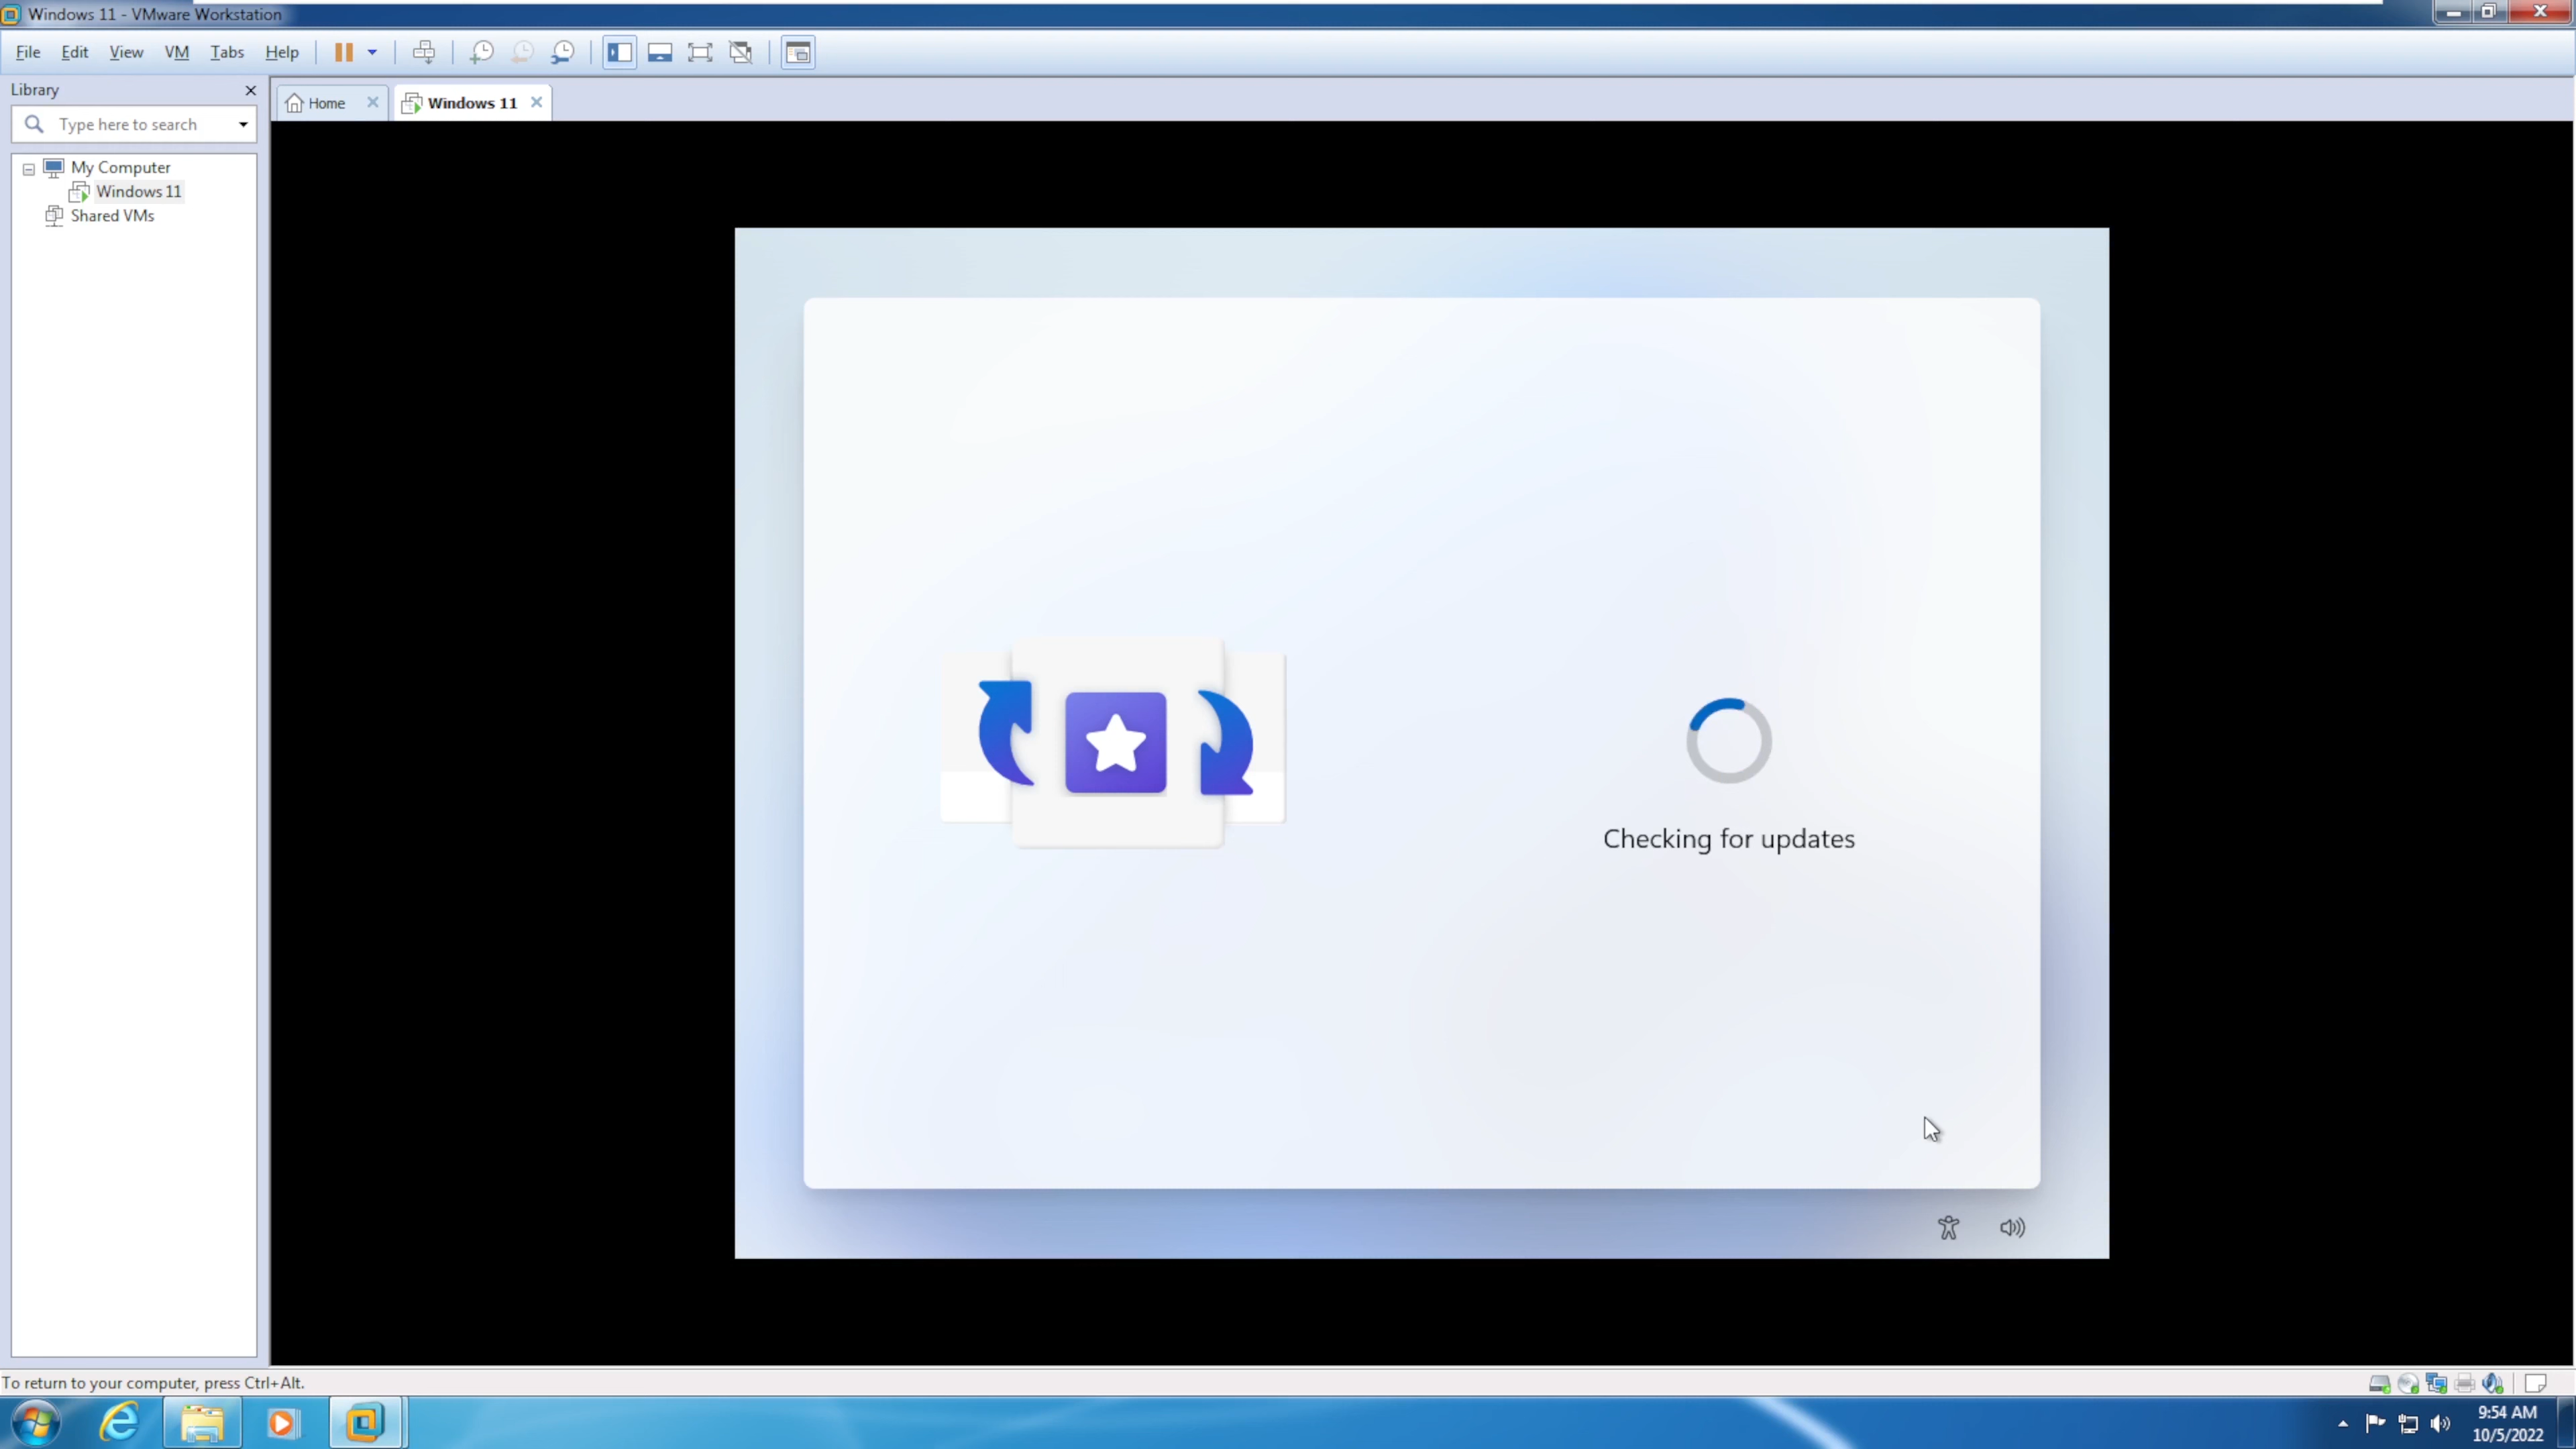 Windows 11 - VMware Workstation
File Edit View VM Tabs Help
Library
Type here to search
My Computer
Windows 11
Shared VMs
Home
Windows 11
Checking for updates
To return to your computer, press Ctrl+Alt.
9:54 AM
10/5/2022